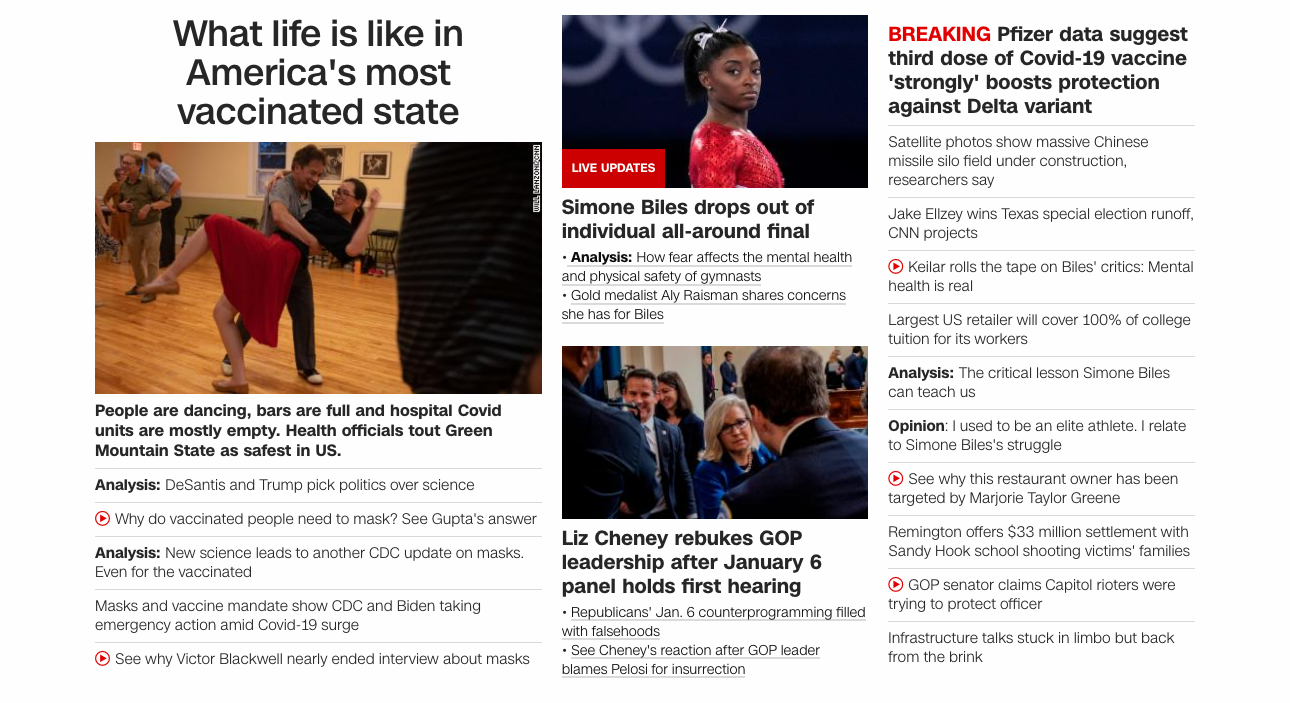 What life is like in
America's most
vaccinated state
WILL LANZONI/CNN
People are dancing, bars are full and hospital Covid
units are mostly empty. Health officials tout Green
Mountain State as safest in US.
Analysis: DeSantis and Trump pick politics over science
Why do vaccinated people need to mask? See Gupta's answer
Analysis: New science leads to another CDC update on masks.
Even for the vaccinated
Masks and vaccine mandate show CDC and Biden taking
emergency action amid Covid-19 surge
See why Victor Blackwell nearly ended interview about masks
LIVE UPDATES
Simone Biles drops out of
individual all-around final
• Analysis: How fear affects the mental health
and physical safety of gymnasts
• Gold medalist Aly Raisman shares concerns
she has for Biles
Liz Cheney rebukes GOP
leadership after January 6
panel holds first hearing
• Republicans' Jan. 6 counterprogramming filled
with falsehoods
• See Cheney's reaction after GOP leader
blames Pelosi for insurrection
BREAKING Pfizer data suggest
third dose of Covid-19 vaccine
'strongly' boosts protection
against Delta variant
Satellite photos show massive Chinese
missile silo field under construction,
researchers say
Jake Ellzey wins Texas special election runoff,
CNN projects
Keilar rolls the tape on Biles' critics: Mental
health is real
Largest US retailer will cover 100% of college
tuition for its workers
Analysis: The critical lesson Simone Biles
can teach us
Opinion: I used to be an elite athlete. I relate
to Simone Biles's struggle
See why this restaurant owner has been
targeted by Marjorie Taylor Greene
Remington offers $33 million settlement with
Sandy Hook school shooting victims' families
GOP senator claims Capitol rioters were
trying to protect officer
Infrastructure talks stuck in limbo but back
from the brink